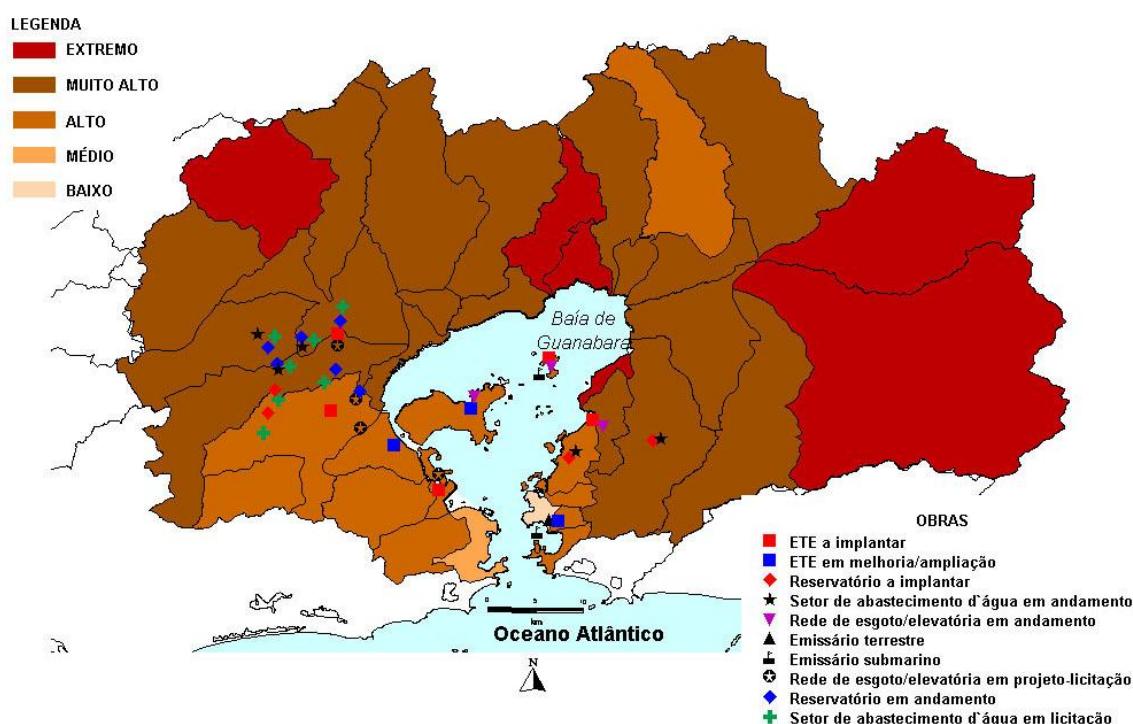 LEGENDA
EXTREMO
MUITO ALTO
ALTO
MÉDIO
BAIXO
Baía de
Guanabara
5
10
km
Oceano Atlântico
N
OBRAS
ETE a implantar
ETE em melhoria/ampliação
Reservatório a implantar
Setor de abastecimento d`água em andamento
Rede de esgoto/elevatória em andamento
Emissário terrestre
Emissário submarino
Rede de esgoto/elevatória em projeto-licitação
Reservatório em andamento
Setor de abastecimento d`água em licitação